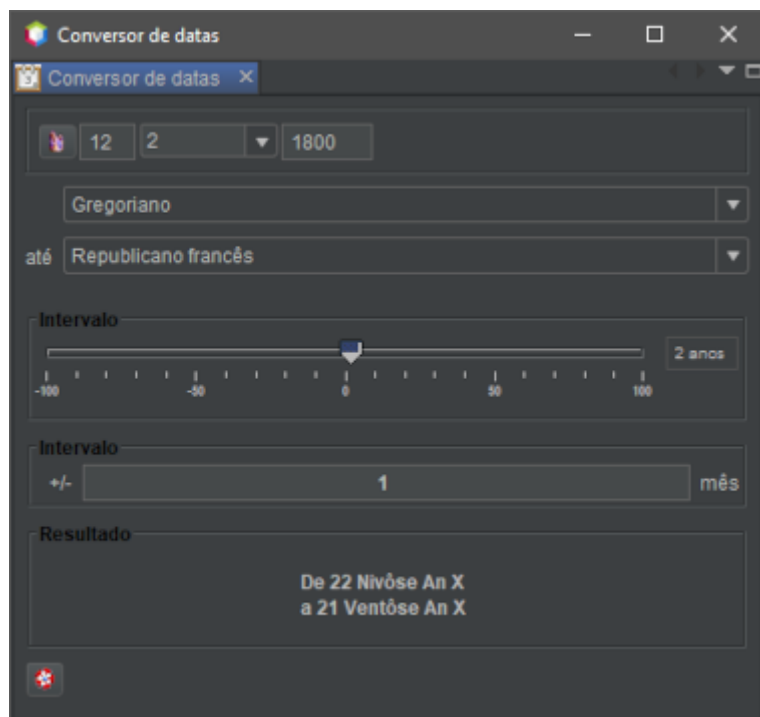 Conversor de datas
Conversor de datas
12 2 1800
Gregoriano
até Republicano francês
Intervalo
2 anos
-100 -50 0 50 100
Intervalo
+/- 1 mês
Resultado
De 22 Nivôse An X
a 21 Ventôse An X